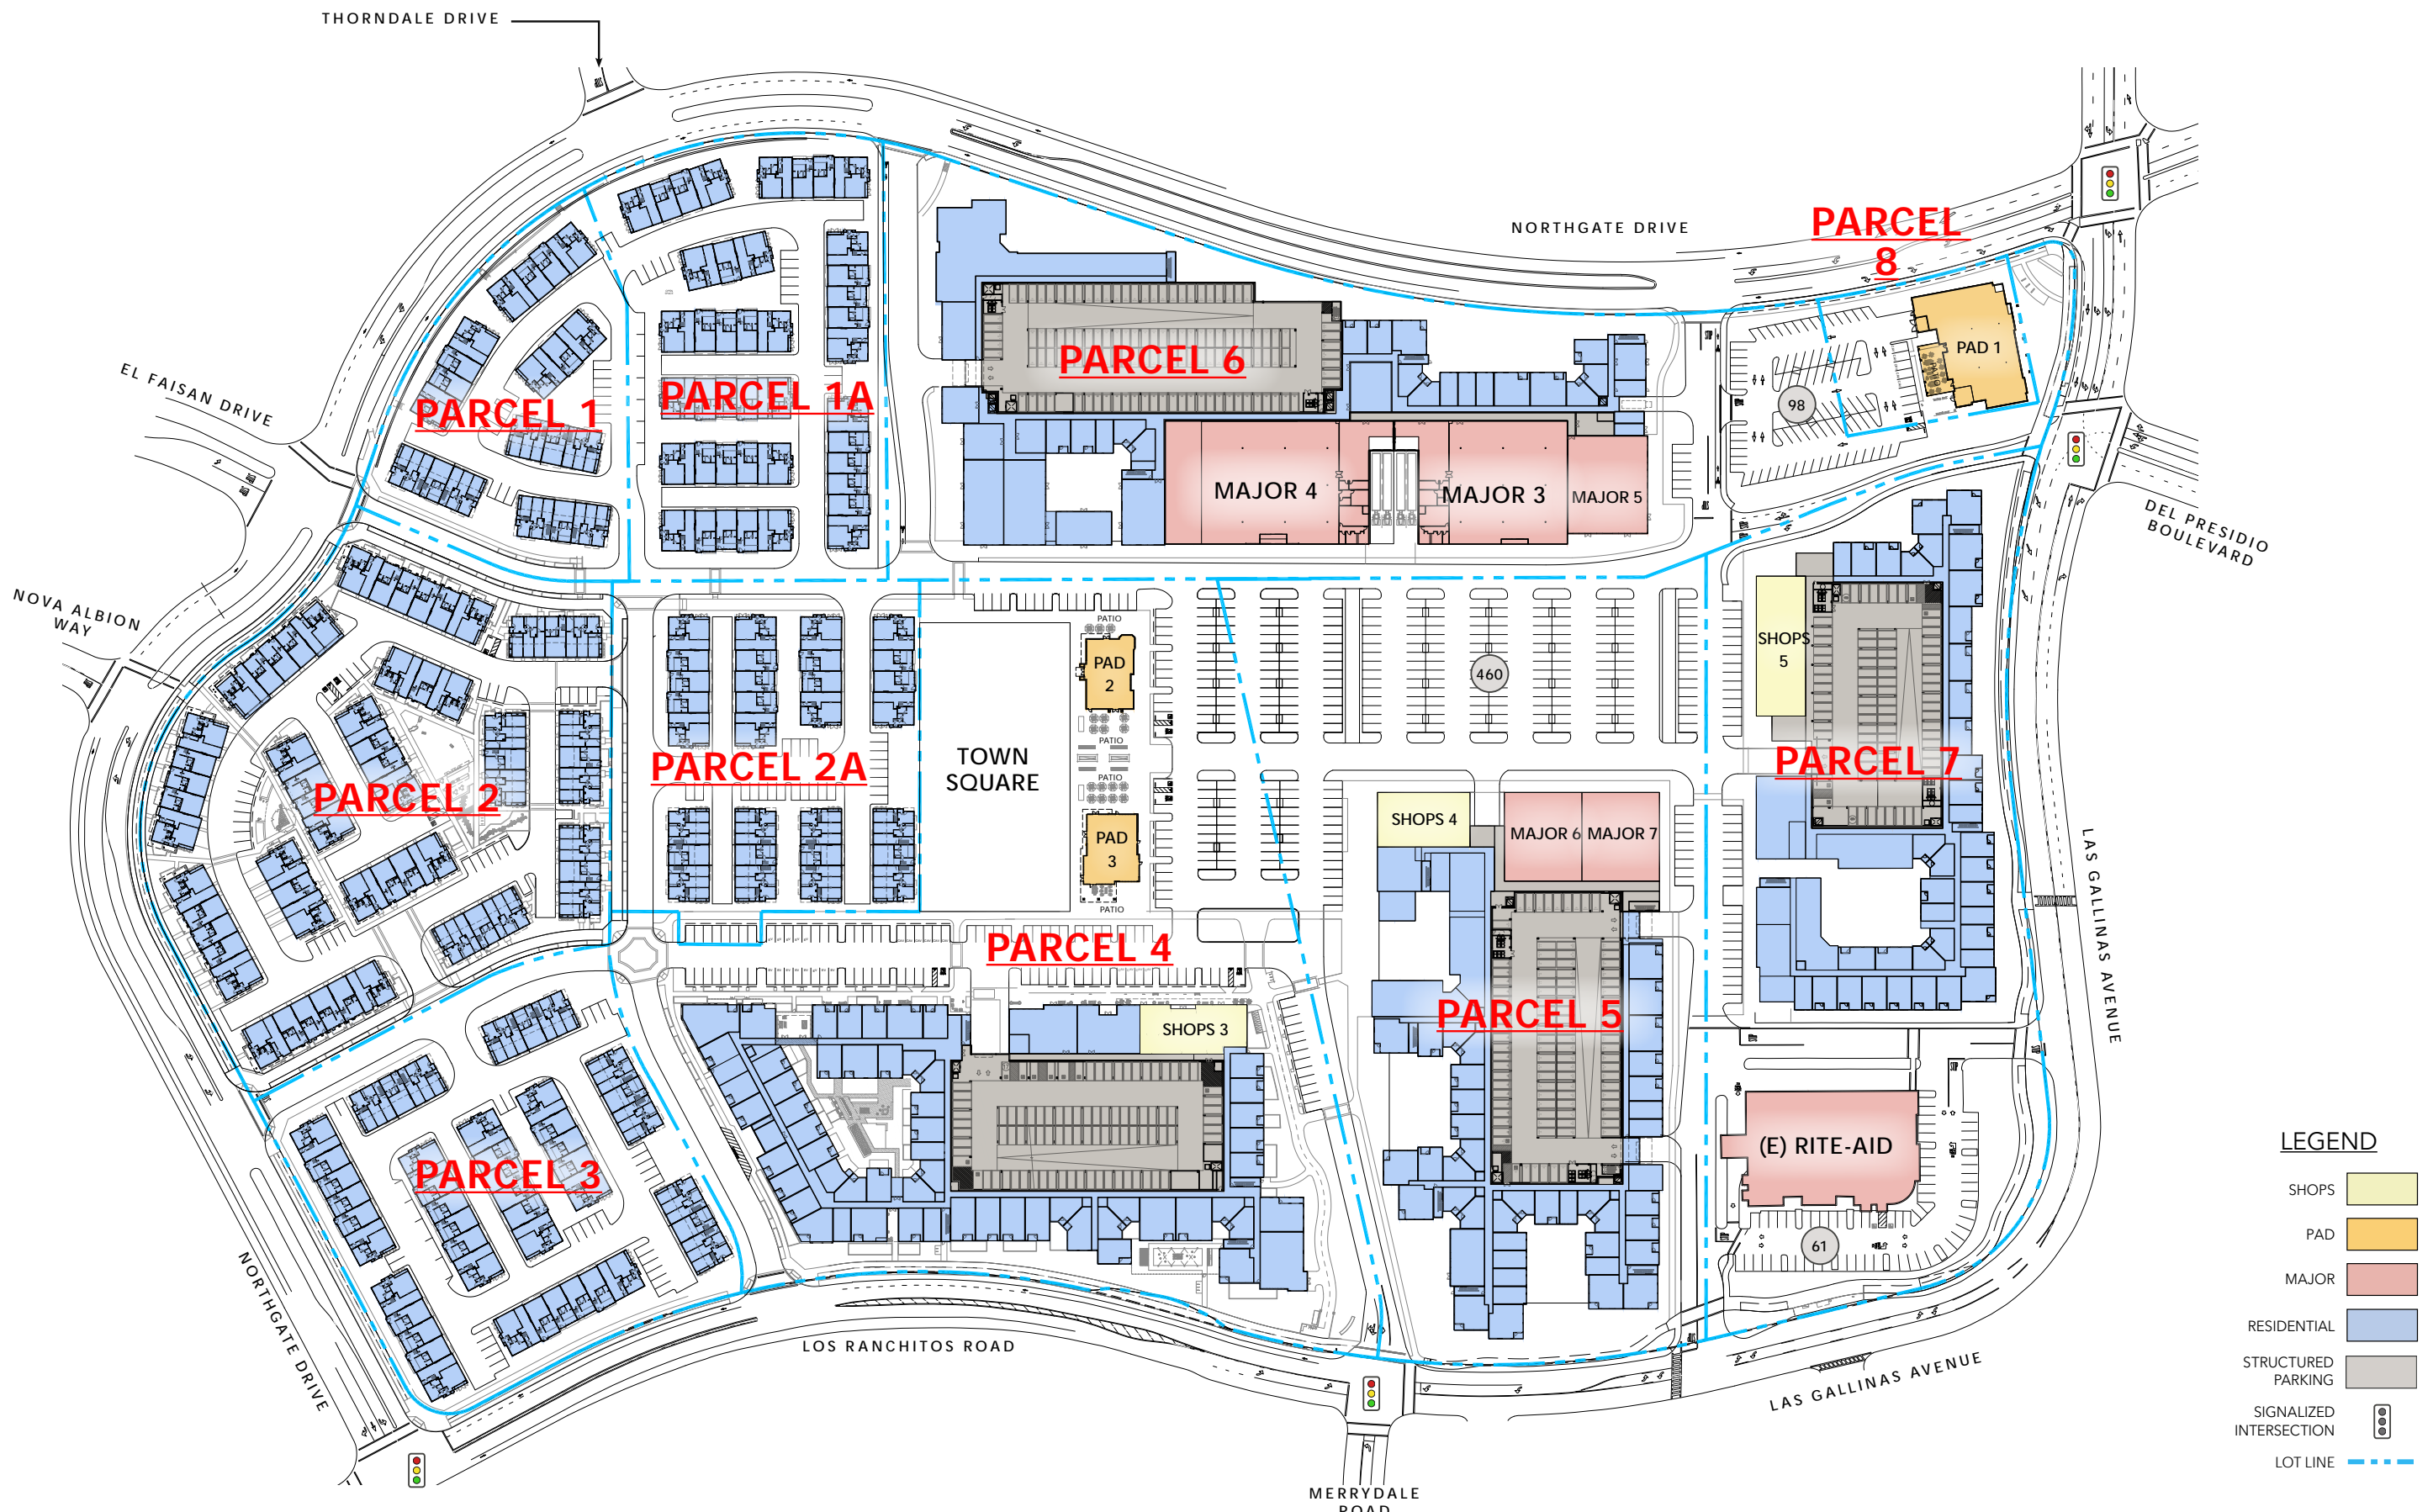 THORNDALE DRIVE
NORTHGATE DRIVE
PARCEL
8
PAD 1
98
EL FAISAN DRIVE
PARCEL 1
PARCEL 1A
PARCEL 6
MAJOR 4
MAJOR 3
MAJOR 5
DEL PRESIDIO
BOULEVARD
NOVA ALBION
WAY
PATIO
PAD
2
PATIO
PATIO
PAD
3
PATIO
460
SHOPS
5
PARCEL 7
TOWN
SQUARE
PARCEL 2
PARCEL 2A
SHOPS 4
MAJOR 6
MAJOR 7
LAS GALLINAS AVENUE
PARCEL 4
PARCEL 5
SHOPS 3
PARCEL 3
(E) RITE-AID
61
NORTHGATE DRIVE
LOS RANCHITOS ROAD
LAS GALLINAS AVENUE
MERRYDALE
ROAD
LEGEND
SHOPS
PAD
MAJOR
RESIDENTIAL
STRUCTURED
PARKING
SIGNALIZED
INTERSECTION
LOT LINE